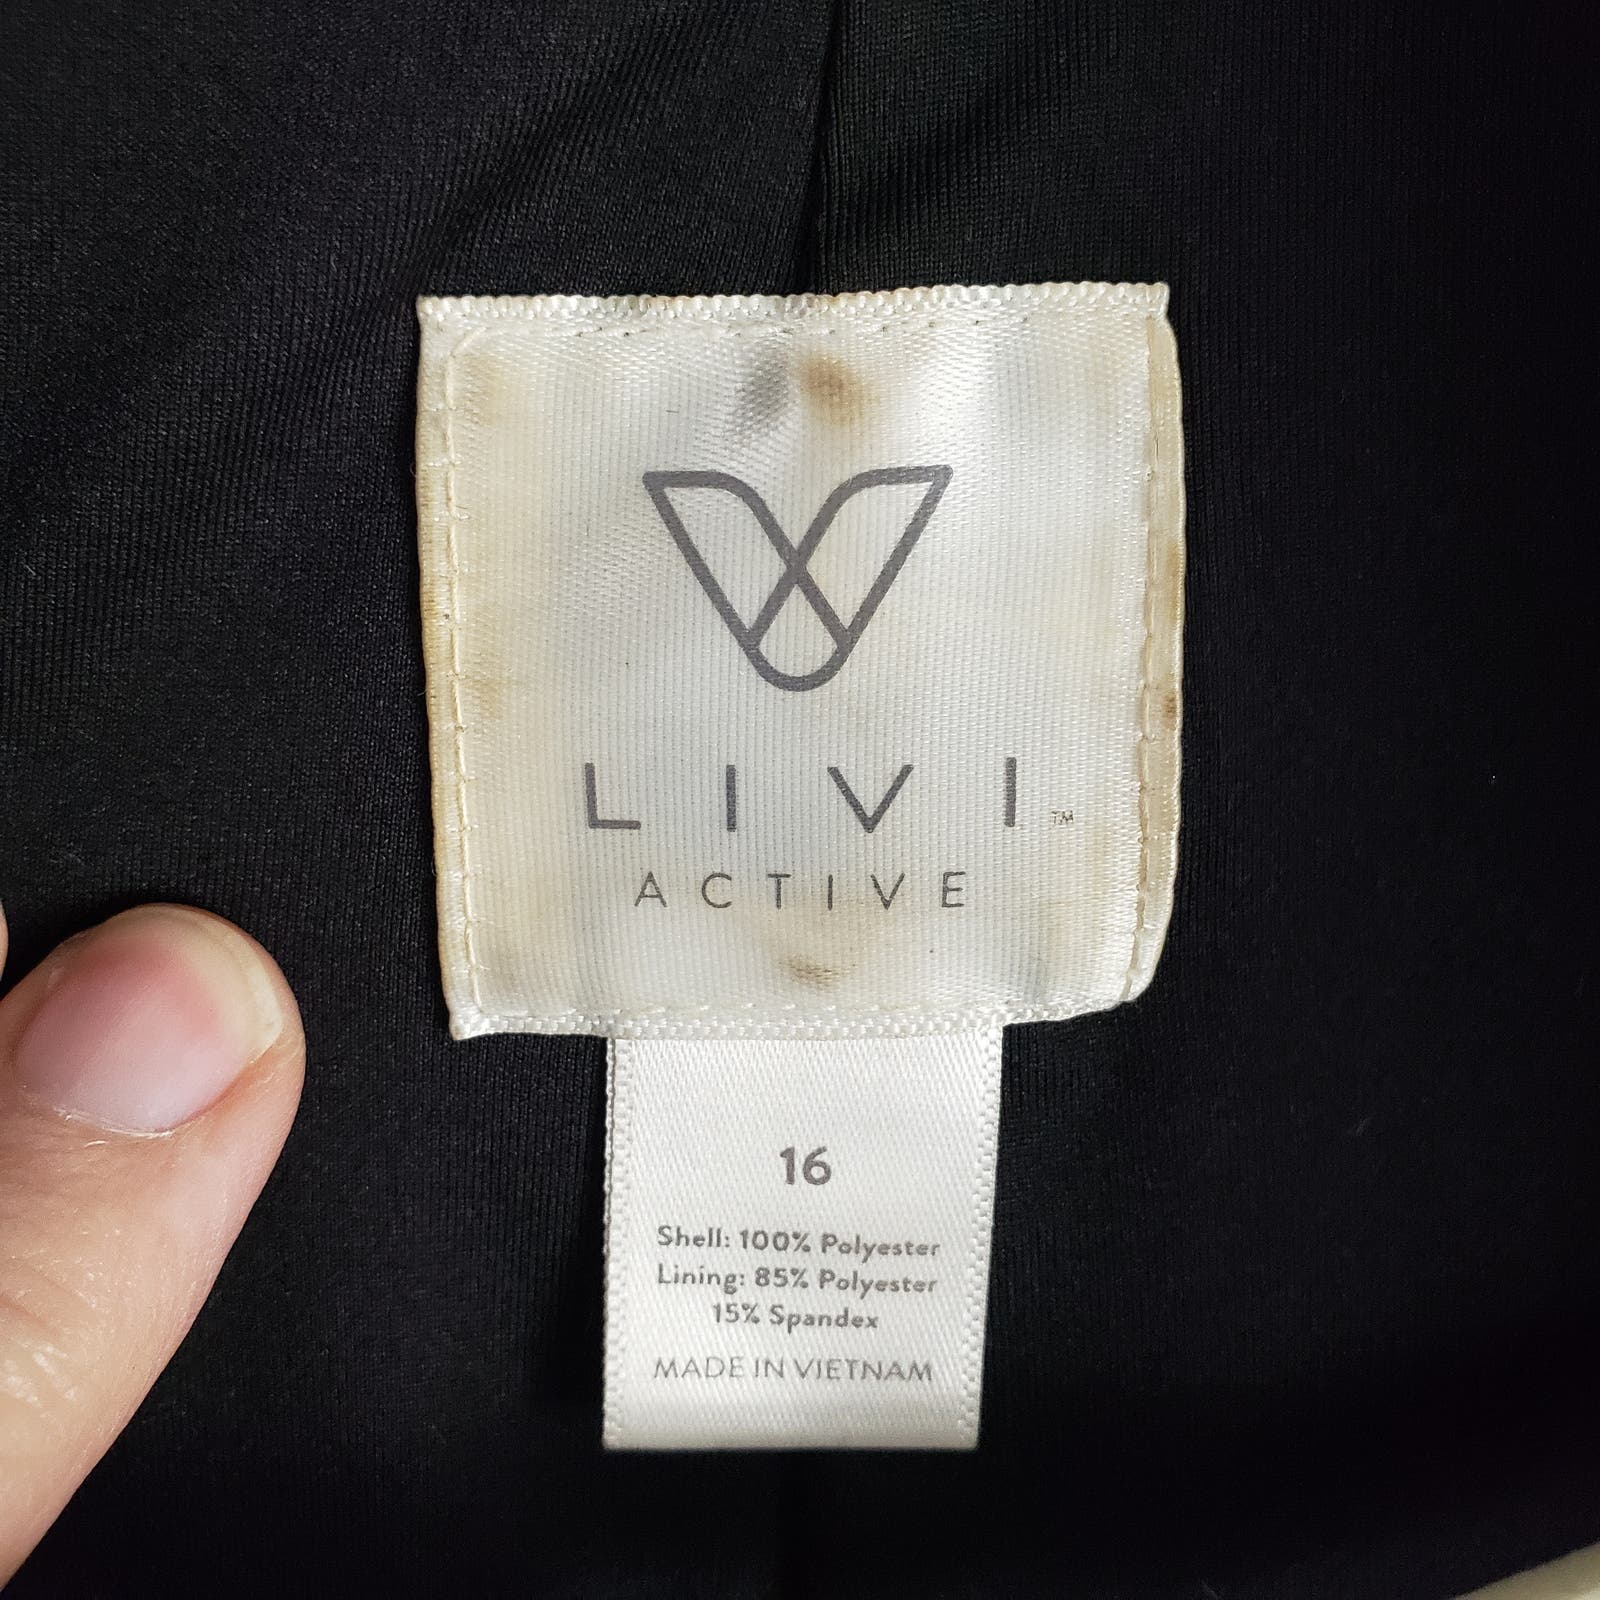 LIVI™
ACTIVE
16
Shell: 100% Polyester
Lining: 85% Polyester
15% Spandex
MADE IN VIETNAM